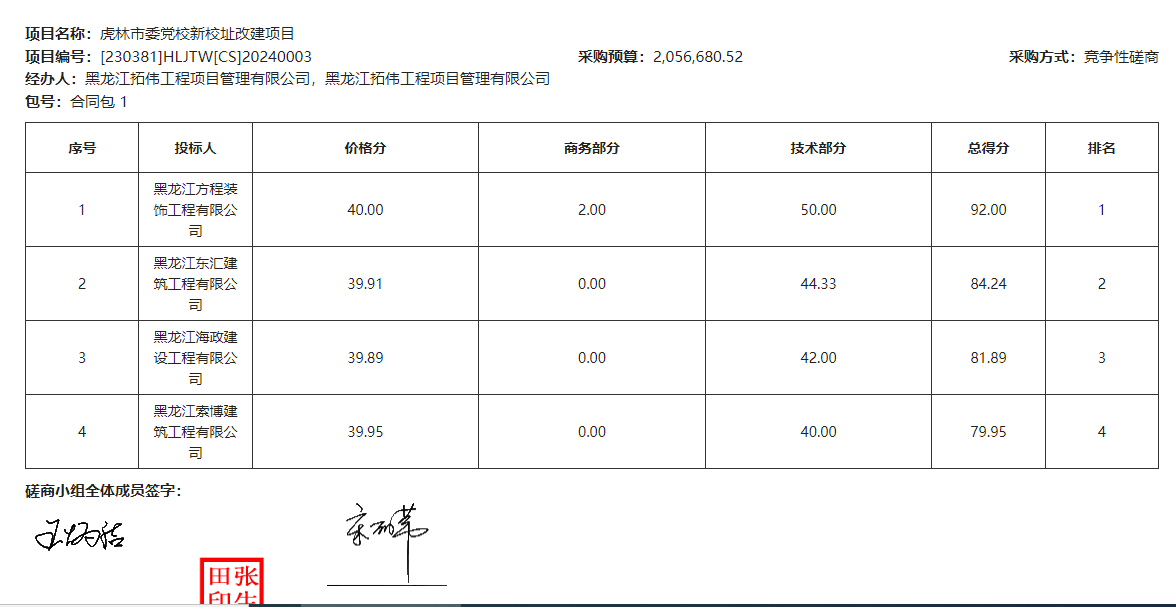 项目名称：虎林市委党校新校址改建项目
项目编号：[230381]HLJTW[CS]20240003 采购预算：2,056,680.52 采购方式：竞争性磋商
经办人：黑龙江拓伟工程项目管理有限公司，黑龙江拓伟工程项目管理有限公司
包号：合同包 1
序号 投标人 价格分 商务部分 技术部分 总得分 排名
1 黑龙江方程装饰工程有限公司 40.00 2.00 50.00 92.00 1
2 黑龙江东汇建筑工程有限公司 39.91 0.00 44.33 84.24 2
3 黑龙江海政建设工程有限公司 39.89 0.00 42.00 81.89 3
4 黑龙江索博建筑工程有限公司 39.95 0.00 40.00 79.95 4
磋商小组全体成员签字：